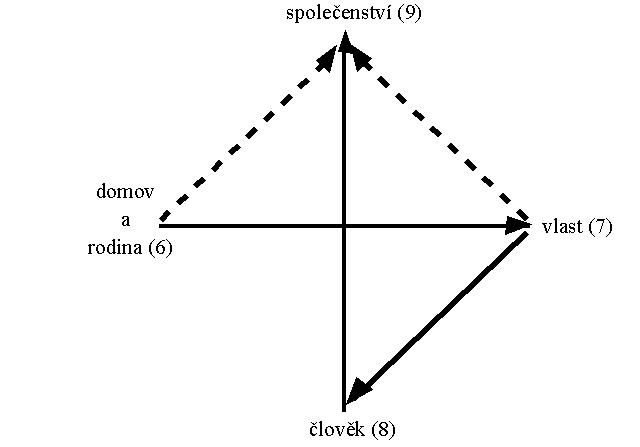 společenství (9)
domov
a
rodina (6)
vlast (7)
člověk (8)